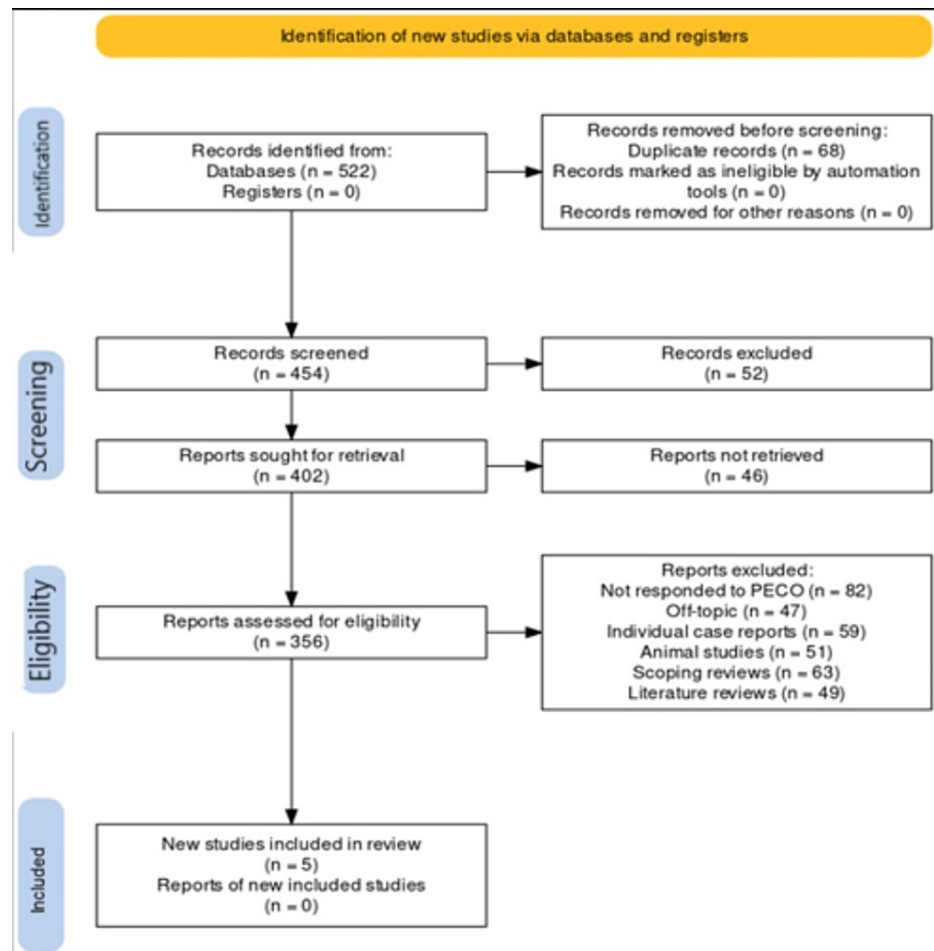 Identification of new studies via databases and registers
Identification
Records identified from:
Databases (n = 522)
Registers (n = 0)
Records removed before screening:
Duplicate records (n = 68)
Records marked as ineligible by automation
tools (n = 0)
Records removed for other reasons (n = 0)
Screening
Records screened
(n = 454)
Records excluded
(n = 52)
Reports sought for retrieval
(n = 402)
Reports not retrieved
(n = 46)
Eligibility
Reports assessed for eligibility
(n = 356)
Reports excluded:
Not responded to PECO (n = 82)
Off-topic (n = 47)
Individual case reports (n = 59)
Animal studies (n = 51)
Scoping reviews (n = 63)
Literature reviews (n = 49)
Included
New studies included in review
(n = 5)
Reports of new included studies
(n = 0)